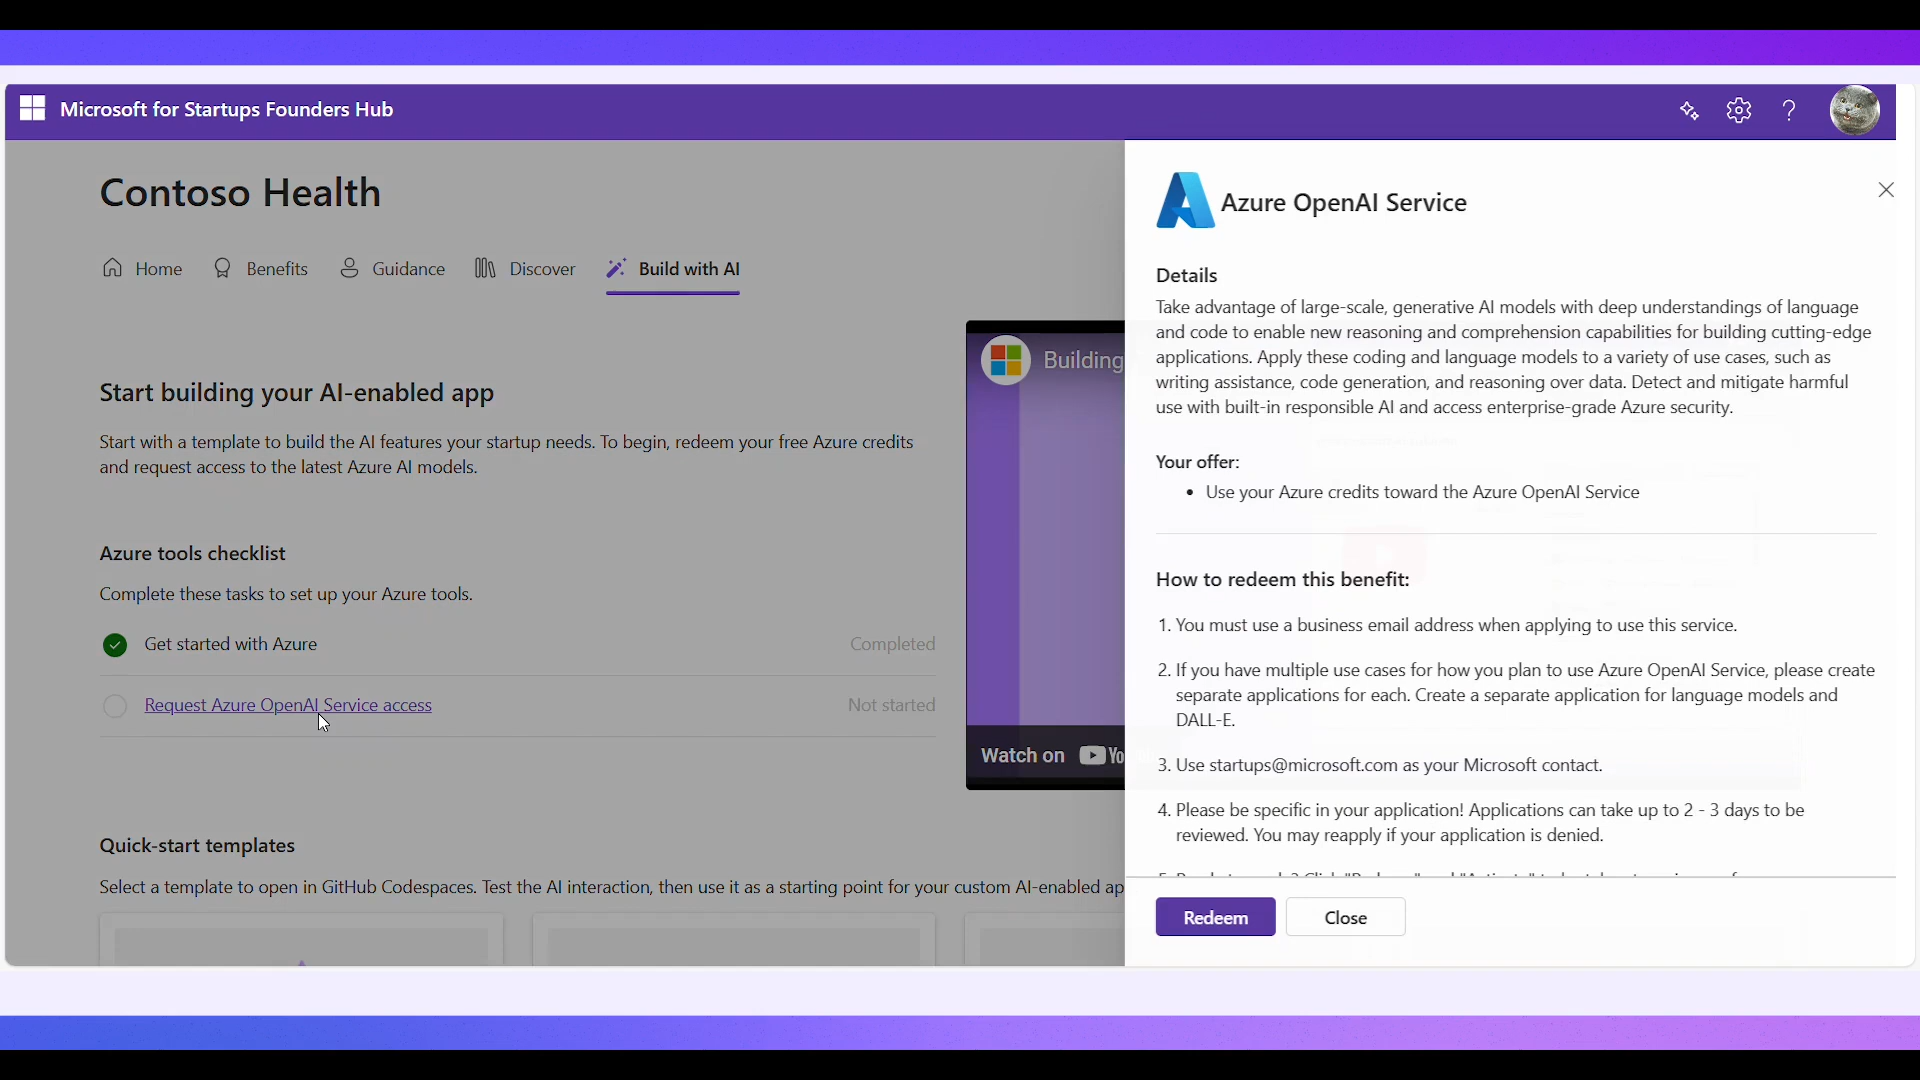 Microsoft for Startups Founders Hub
Contoso Health
Home
Benefits
Guidance
Discover
Build with AI
Start building your AI-enabled app
Start with a template to build the AI features your startup needs. To begin, redeem your free Azure credits
and request access to the latest Azure AI models.
Azure tools checklist
Complete these tasks to set up your Azure tools.
Get started with Azure
Completed
Request Azure OpenAI Service access
Not started
Building
Watch on
Quick-start templates
Select a template to open in GitHub Codespaces. Test the AI interaction, then use it as a starting point for your custom AI-enabled
Azure OpenAI Service
Details
Take advantage of large-scale, generative AI models with deep understandings of language
and code to enable new reasoning and comprehension capabilities for building cutting-edge
applications. Apply these coding and language models to a variety of use cases, such as
writing assistance, code generation, and reasoning over data. Detect and mitigate harmful
use with built-in responsible AI and access enterprise-grade Azure security.
Your offer:
• Use your Azure credits toward the Azure OpenAI Service
How to redeem this benefit:
1. You must use a business email address when applying to use this service.
2. If you have multiple use cases for how you plan to use Azure OpenAI Service, please create
separate applications for each. Create a separate application for language models and
DALL-E.
3. Use startups@microsoft.com as your Microsoft contact.
4. Please be specific in your application! Applications can take up to 2 - 3 days to be
reviewed. You may reapply if your application is denied.
Redeem
Close